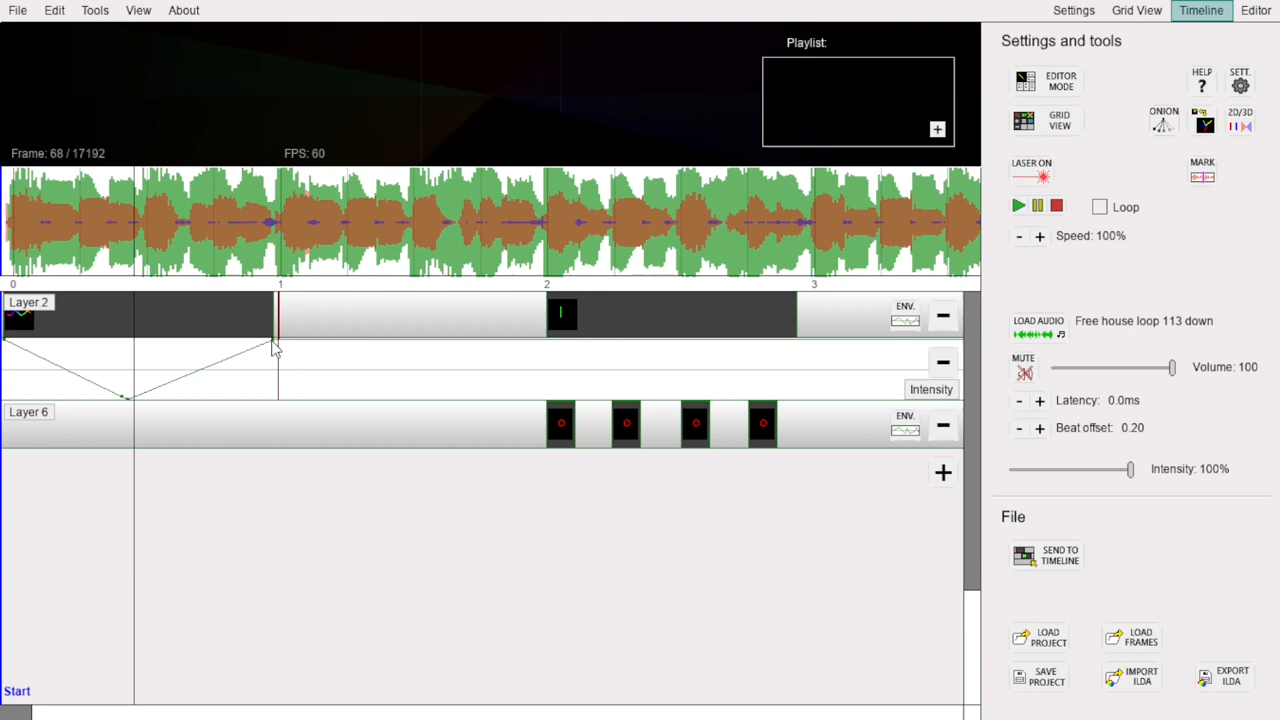 File Edit Tools View About
Settings Grid View Timeline Editor
Playlist:
+
Frame: 68 / 17192
FPS: 60
0 1 2 3
Layer 2
ENV.
Intensity
Layer 6
ENV.
Start
Settings and tools
EDITOR
MODE
HELP
?
SETT.
GRID
VIEW
ONION
2D/3D
LASER ON
MARK
Loop
- + Speed: 100%
LOAD AUDIO
Free house loop 113 down
MUTE
Volume: 100
- + Latency: 0.0ms
- + Beat offset: 0.20
Intensity: 100%
File
SEND TO
TIMELINE
LOAD
PROJECT
LOAD
FRAMES
SAVE
PROJECT
IMPORT
ILDA
EXPORT
ILDA